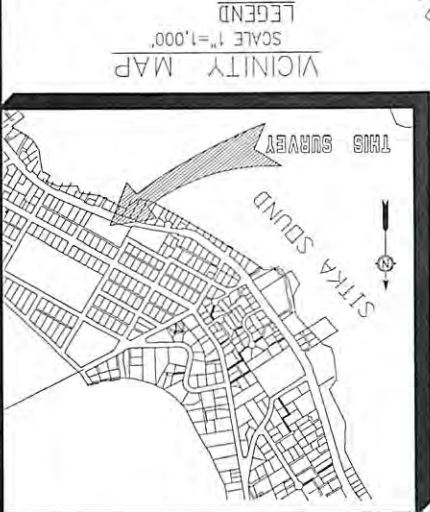 SITKA SOUND
THIS SURVEY
N
VICINITY MAP
SCALE 1"=1,000'
LEGEND